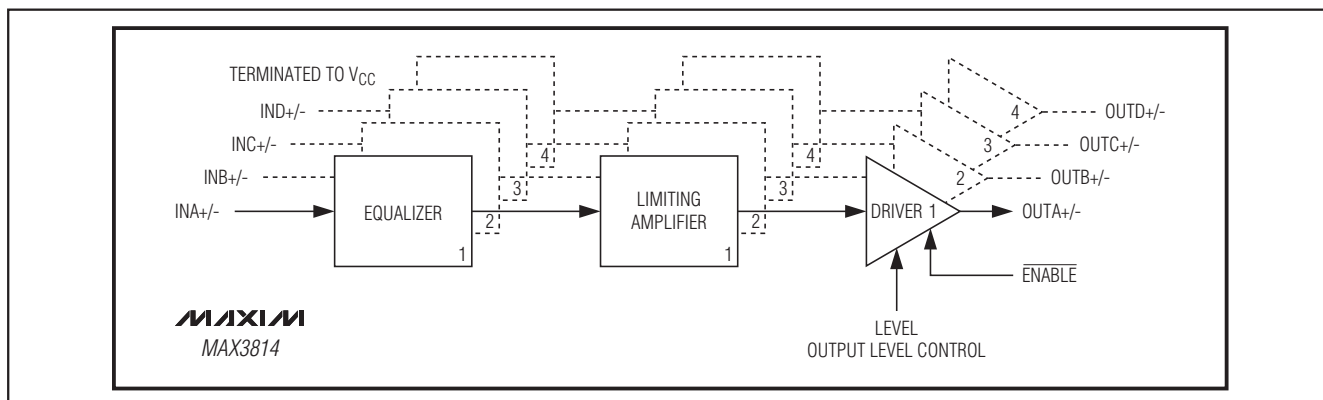 TERMINATED TO VCC
IND+/-
4
OUTD+/-
INC+/-
4
4
3
OUTC+/-
INB+/-
3
3
2
OUTB+/-
INA+/-
EQUALIZER
2
LIMITING
AMPLIFIER
2
DRIVER 1
OUTA+/-
1
1
ENABLE
MAXIM
MAX3814
LEVEL
OUTPUT LEVEL CONTROL